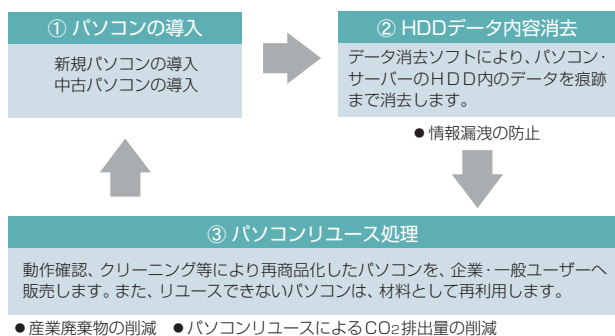 ① パソコンの導入
新規パソコンの導入
中古パソコンの導入
② HDDデータ内容消去
データ消去ソフトにより、パソコン・
サーバーのHDD内のデータを痕跡
まで消去します。
●情報漏洩の防止
③ パソコンリユース処理
動作確認、クリーニング等により再商品化したパソコンを、企業・一般ユーザーへ
販売します。また、リユースできないパソコンは、材料として再利用します。
●産業廃棄物の削減 ●パソコンリユースによるCO2排出量の削減